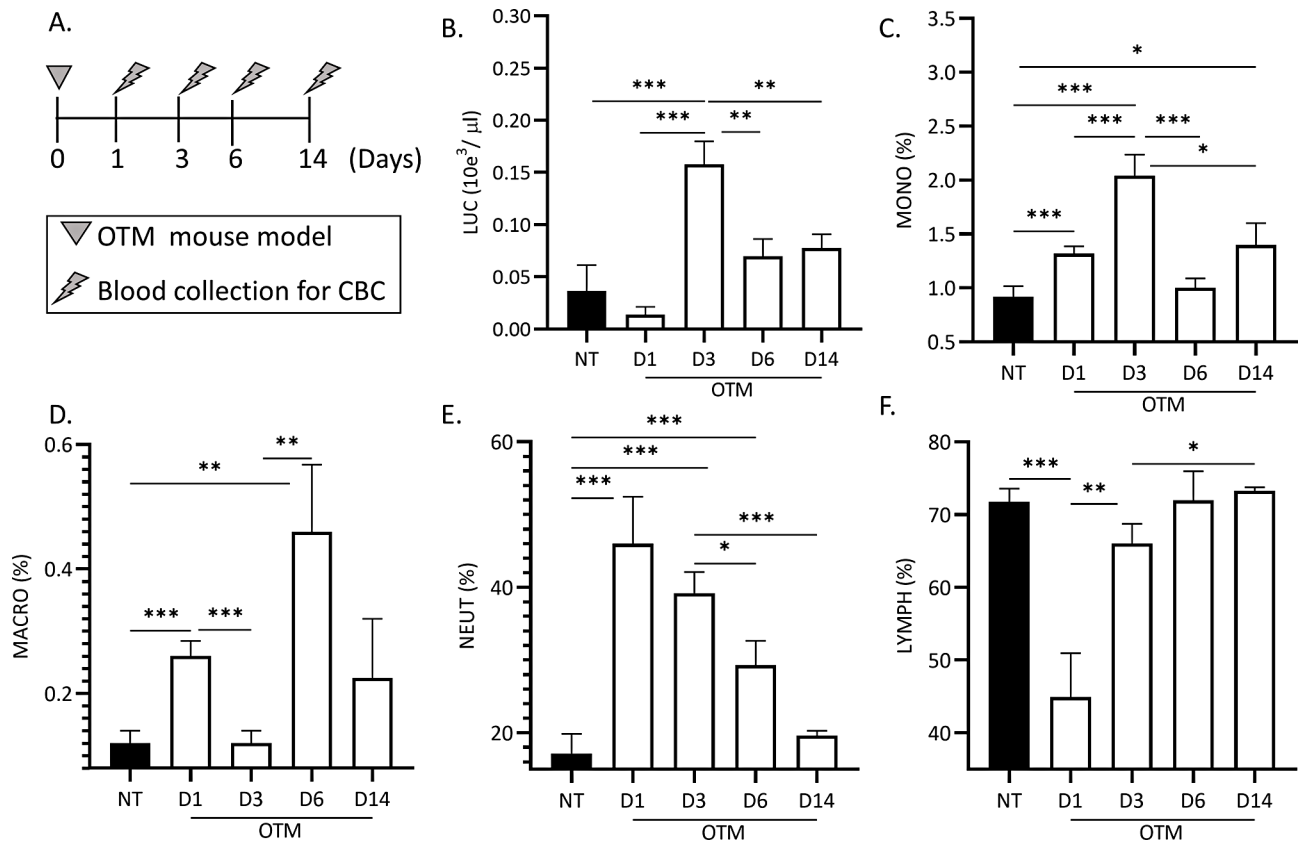 A.
0 1 3 6 14 (Days)
OTM mouse model
Blood collection for CBC
B.
LUC (10e³/ μl)
0.30
0.25
0.20
0.15
0.10
0.05
0.00
*** **
*** **
NT D1 D3 D6 D14
OTM
C.
MONO (%)
3.5
3.0
2.5
2.0
1.5
1.0
0.5
*
***
*** ***
*
***
NT D1 D3 D6 D14
OTM
D.
MACRO (%)
0.6
0.4
0.2
**
**
*** ***
NT D1 D3 D6 D14
OTM
E.
NEUT (%)
60
40
20
***
***
***
***
*
NT D1 D3 D6 D14
OTM
F.
LYMPH (%)
80
70
60
50
40
*
***
**
NT D1 D3 D6 D14
OTM